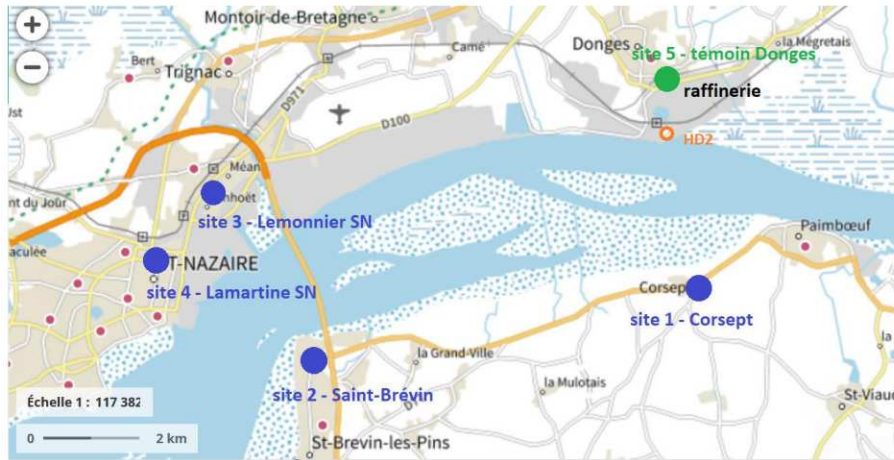 Montoir-de-Bretagne
Donges
la Mégretais
Camé
Bert
Trignac
site 5 - témoin Donges
raffinerie
D971
D100
HD2
Méan
nt du Joûr
site 3 - Lemonnier SN
Paimbœuf
T-NAZAIRE
site 4 - Lamartine SN
Corsept
site 1 - Corsept
la Grand-Ville
site 2 - Saint-Brévin
la Mulotais
St-Viaud
Échelle 1 : 117 382
0 2 km
St-Brevin-les-Pins